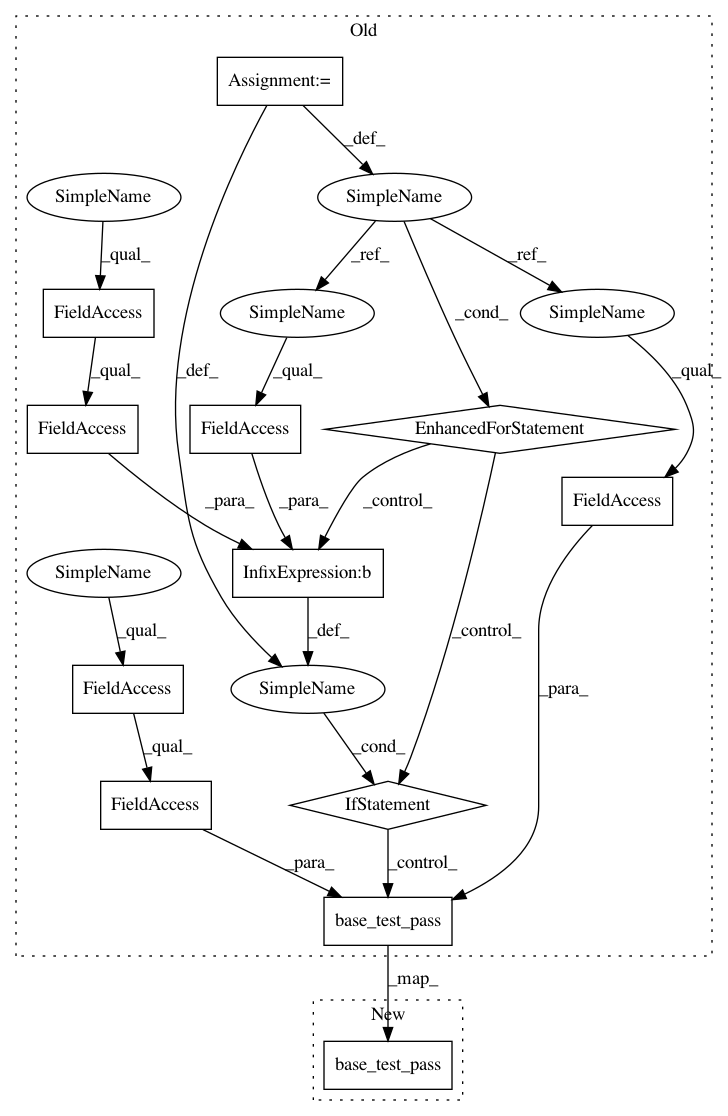 Old
Assignment:=
_def_
SimpleName
SimpleName
_qual_
_ref_
_ref_
FieldAccess
SimpleName
_cond_
SimpleName
_qual_
_def_
_qual_
_qual_
FieldAccess
FieldAccess
EnhancedForStatement
_para_
_para_
_control_
FieldAccess
SimpleName
InfixExpression:b
_qual_
_def_
_control_
FieldAccess
SimpleName
_para_
_qual_
_cond_
FieldAccess
IfStatement
_para_
_control_
base_test_pass
_map_
New
base_test_pass